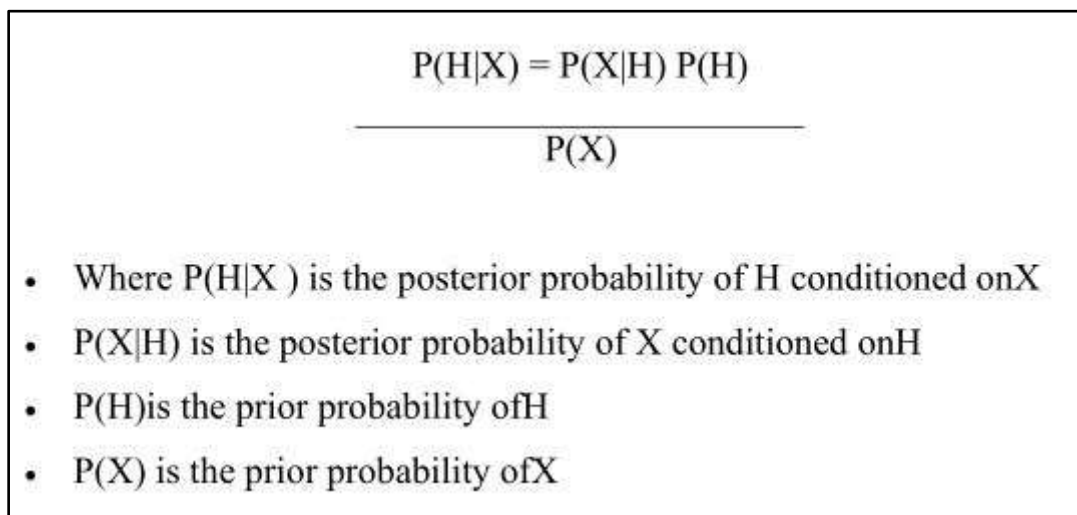 P(H|X) = P(X|H) P(H)
P(X)
• Where P(H|X ) is the posterior probability of H conditioned onX
• P(X|H) is the posterior probability of X conditioned onH
• P(H)is the prior probability ofH
• P(X) is the prior probability ofX